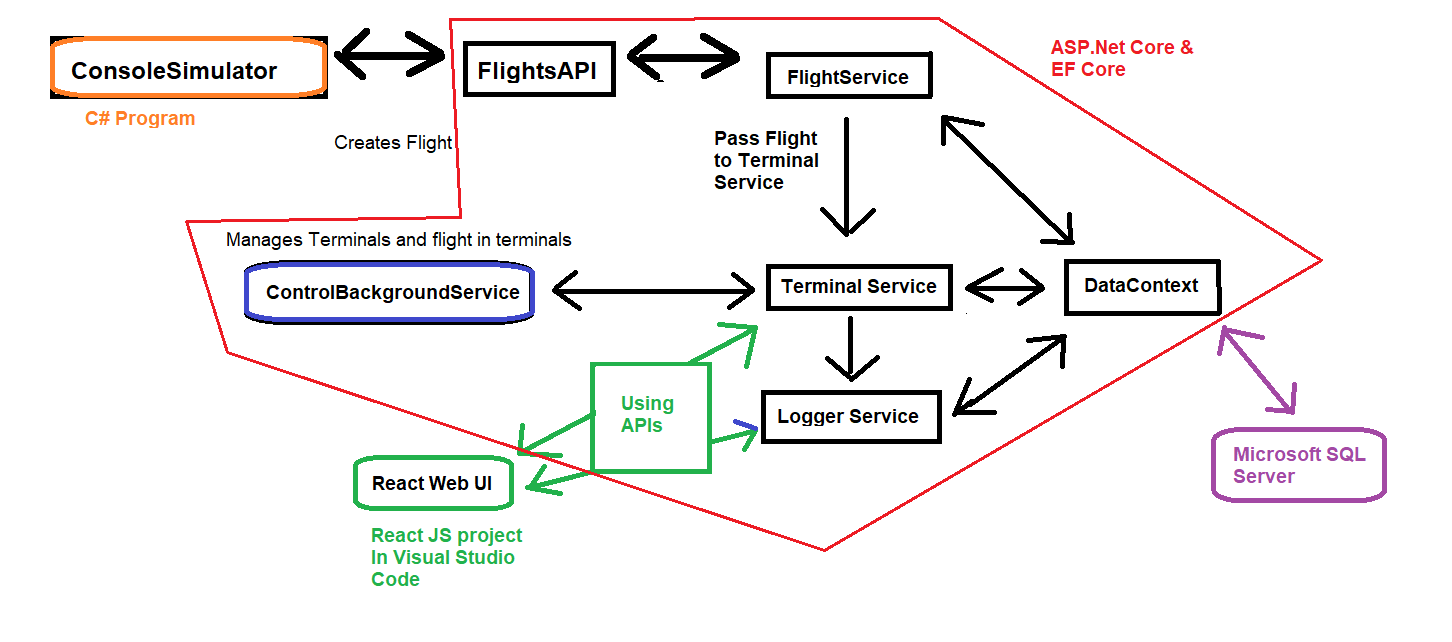 ASP.Net Core &
EF Core
ConsoleSimulator
FlightsAPI
FlightService
C# Program
Creates Flight
Pass Flight
to Terminal
Service
Manages Terminals and flight in terminals
ControlBackgroundService
Terminal Service
DataContext
Using
APIs
Logger Service
React Web UI
Microsoft SQL
Server
React JS project
In Visual Studio
Code